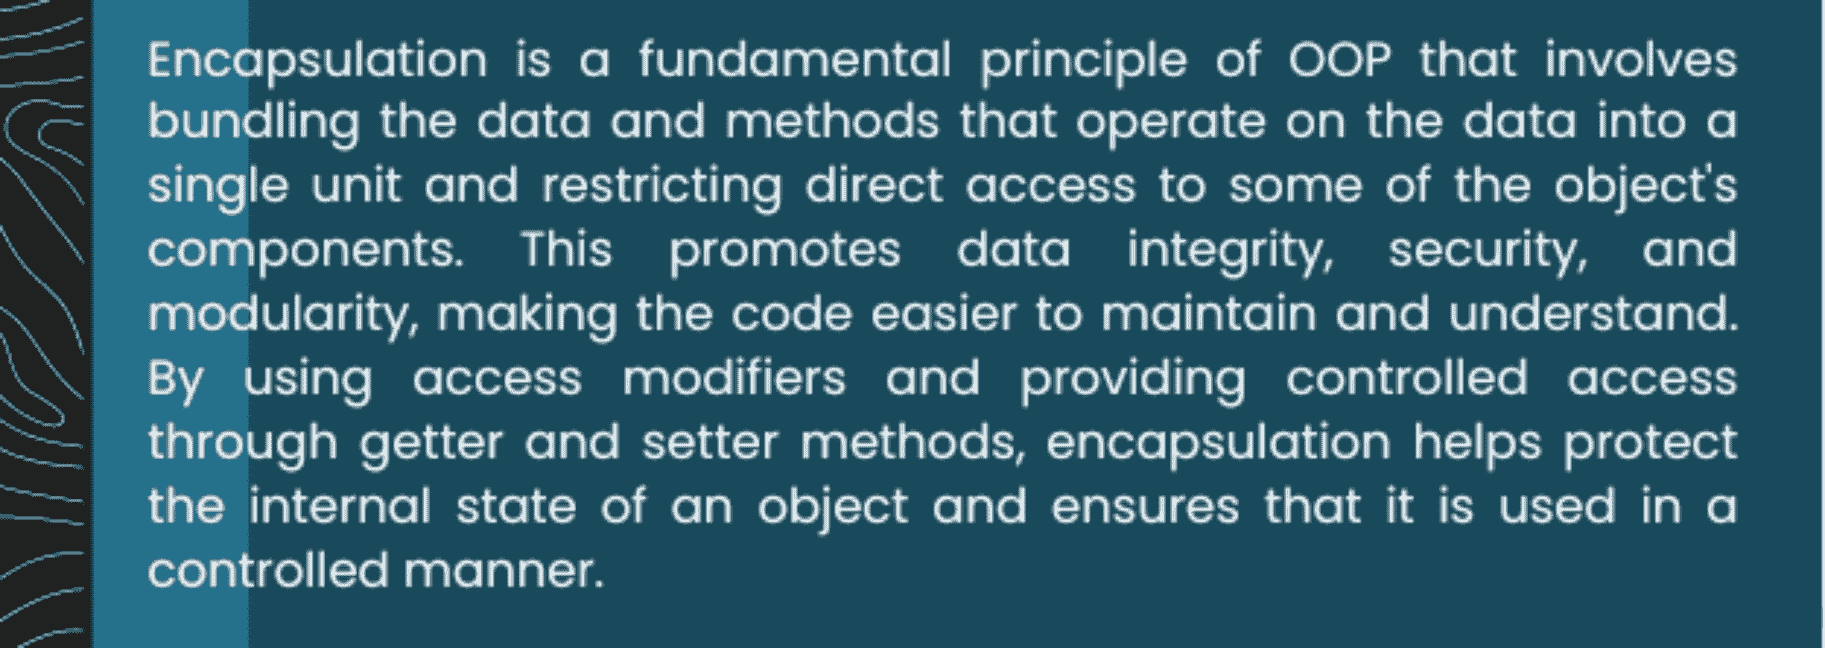 Encapsulation is a fundamental principle of OOP that involves
bundling the data and methods that operate on the data into a
single unit and restricting direct access to some of the object's
components. This promotes data integrity, security, and
modularity, making the code easier to maintain and understand.
By using access modifiers and providing controlled access
through getter and setter methods, encapsulation helps protect
the internal state of an object and ensures that it is used in a
controlled manner.